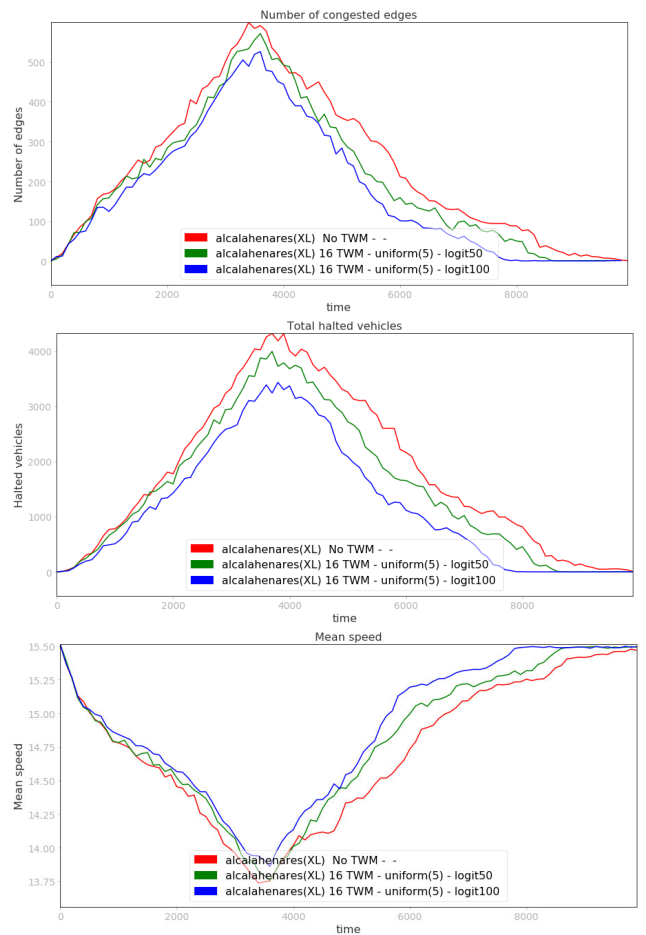 Number of congested edges
500
400
300
200
100
0
Number of edges
alcalahenares(XL) No TWM - -
alcalahenares(XL) 16 TWM - uniform(5) - logit50
alcalahenares(XL) 16 TWM - uniform(5) - logit100
0 2000 4000 6000 8000
time
Total halted vehicles
4000
3000
2000
1000
0
Halted vehicles
alcalahenares(XL) No TWM - -
alcalahenares(XL) 16 TWM - uniform(5) - logit50
alcalahenares(XL) 16 TWM - uniform(5) - logit100
0 2000 4000 6000 8000
time
Mean speed
15.50
15.25
15.00
14.75
14.50
14.25
14.00
13.75
Mean speed
alcalahenares(XL) No TWM - -
alcalahenares(XL) 16 TWM - uniform(5) - logit50
alcalahenares(XL) 16 TWM - uniform(5) - logit100
0 2000 4000 6000 8000
time